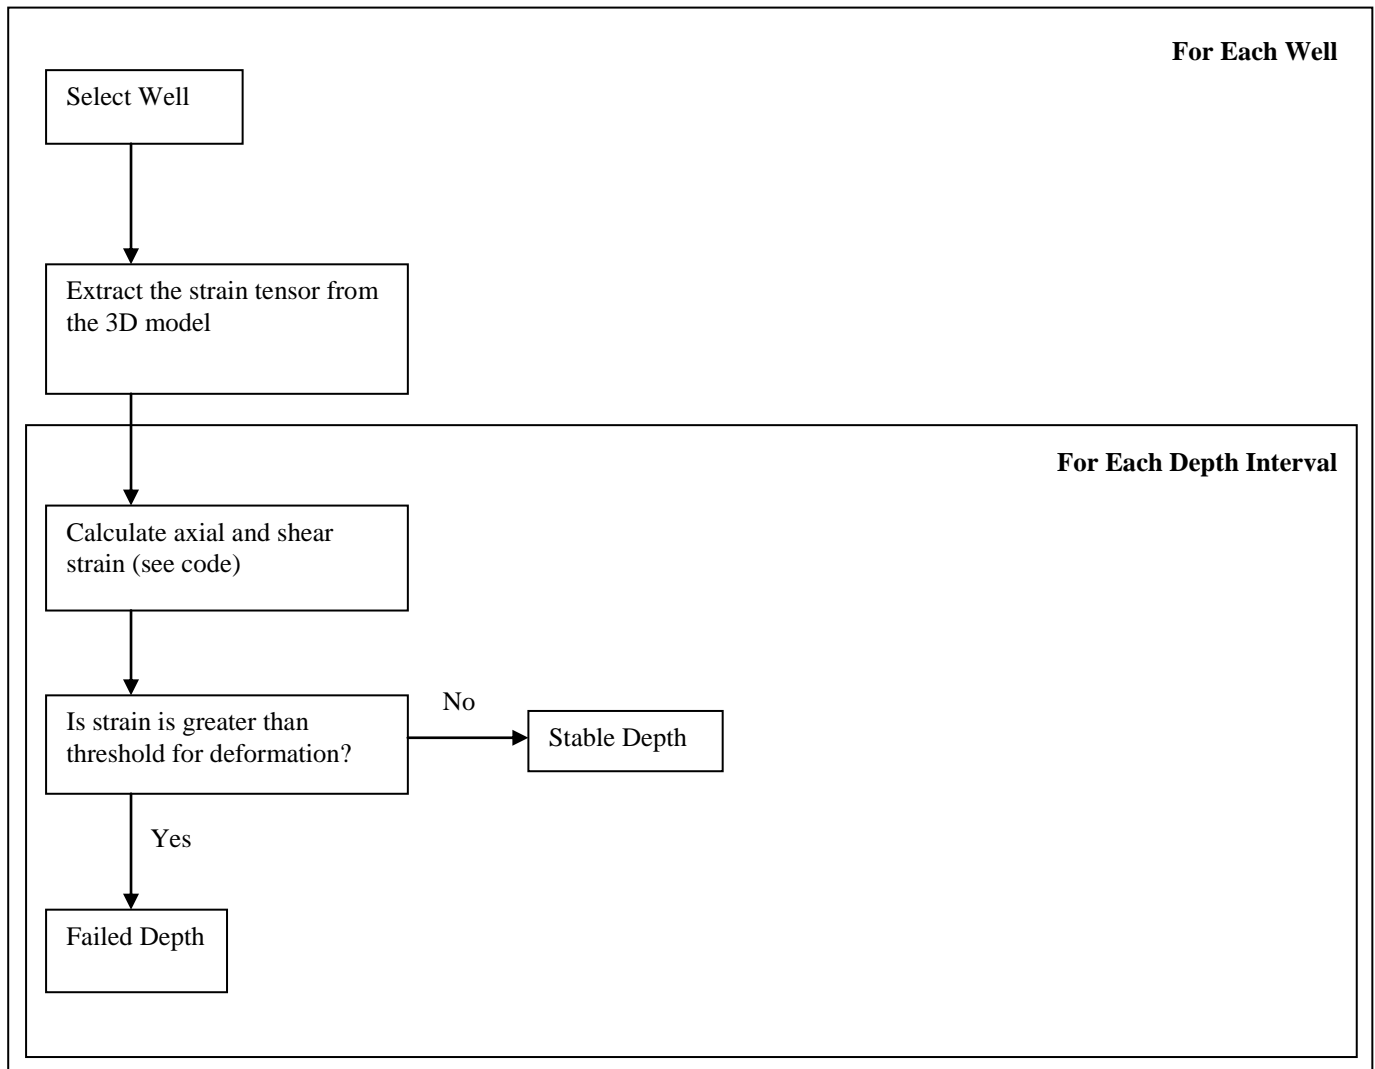 For Each Well
Select Well
Extract the strain tensor from
the 3D model
For Each Depth Interval
Calculate axial and shear
strain (see code)
Is strain is greater than
threshold for deformation?
No
Stable Depth
Yes
Failed Depth